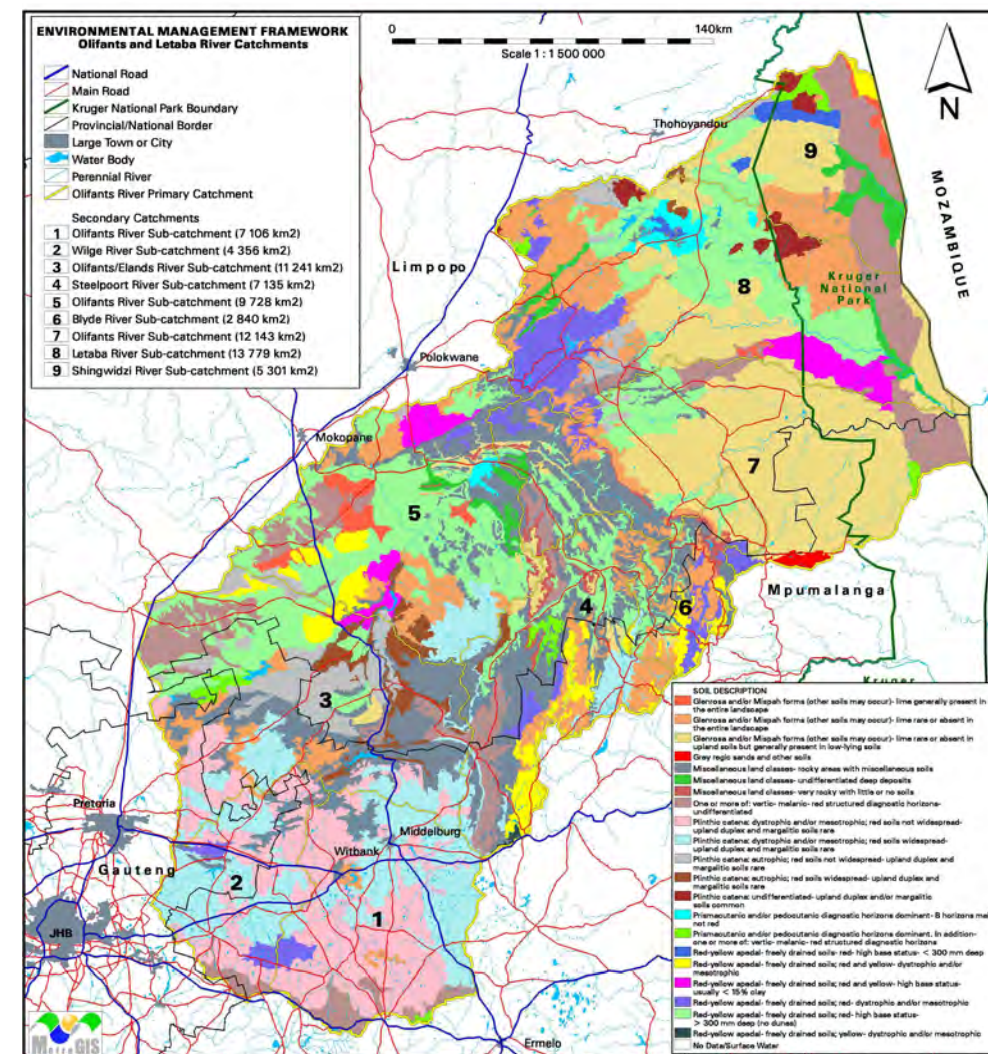 ENVIRONMENTAL MANAGEMENT FRAMEWORK
Olifants and Letaba River Catchments
National Road
Main Road
Kruger National Park Boundary
Provincial/National Border
Large Town or City
Water Body
Perennial River
Olifants River Primary Catchment
Secondary Catchments
1 Olifants River Sub-catchment (7 106 km2)
2 Wilge River Sub-catchment (4 356 km2)
3 Olifants/Elands River Sub-catchment (11 241 km2)
4 Steelpoort River Sub-catchment (7 135 km2)
5 Olifants River Sub-catchment (9 728 km2)
6 Blyde River Sub-catchment (2 840 km2)
7 Olifants River Sub-catchment (12 143 km2)
8 Letaba River Sub-catchment (13 779 km2)
9 Shingwidzi River Sub-catchment (5 301 km2)
0 140km
Scale 1 : 1 500 000
N
Thohoyandou
9
MOZAMBIQUE
Limpopo
Kruger
National
Park
8
Polokwane
Mokopane
7
5
Mpumalanga
4
6
Kruger
3
Pretoria
Middelburg
Witbank
Gauteng
2
1
JHB
Ermelo
Metro GIS
SOIL DESCRIPTION
Glenrosa and/or Mispah forms (other soils may occur)- lime generally present in
the entire landscape
Glenrosa and/or Mispah forms (other soils may occur)- lime rare or absent in
the entire landscape
Glenrosa and/or Mispah forms (other soils may occur)- lime rare or absent in
upland soils but generally present in low-lying soils
Grey regic sands and other soils
Miscellaneous land classes- rocky areas with miscellaneous soils
Miscellaneous land classes- undifferentiated deep deposits
Miscellaneous land classes- very rocky with little or no soils
One or more of: vertic- melanic- red structured diagnostic horizons-
undifferentiated
Plinthic catena: dystrophic and/or mesotrophic; red soils not widespread-
upland duplex and margalitic soils rare
Plinthic catena: dystrophic and/or mesotrophic; red soils widespread-
upland duplex and margalitic soils rare
Plinthic catena: eutrophic; red soils not widespread- upland duplex and
margalitic soils rare
Plinthic catena: eutrophic; red soils widespread- upland duplex and
margalitic soils rare
Plinthic catena: undifferentiated- upland duplex and/or margalitic
soils common
Prismacutanic and/or pedocutanic diagnostic horizons dominant- B horizons mai
not red
Prismacutanic and/or pedocutanic diagnostic horizons dominant. In addition-
one or more of: vertic- melanic- red structured diagnostic horizons
Red-yellow apedal- freely drained soils- red- high base status- < 300 mm deep
Red-yellow apedal- freely drained soils; red and yellow- dystrophic and/or
mesotrophic
Red-yellow apedal- freely drained soils; red and yellow- high base status-
usually < 15% clay
Red-yellow apedal- freely drained soils; red- dystrophic and/or mesotrophic
Red-yellow apedal- freely drained soils; red- high base status-
> 300 mm deep (no dunes)
Red-yellow apedal- freely drained soils; yellow- dystrophic and/or mesotrophic
No Data/Surface Water